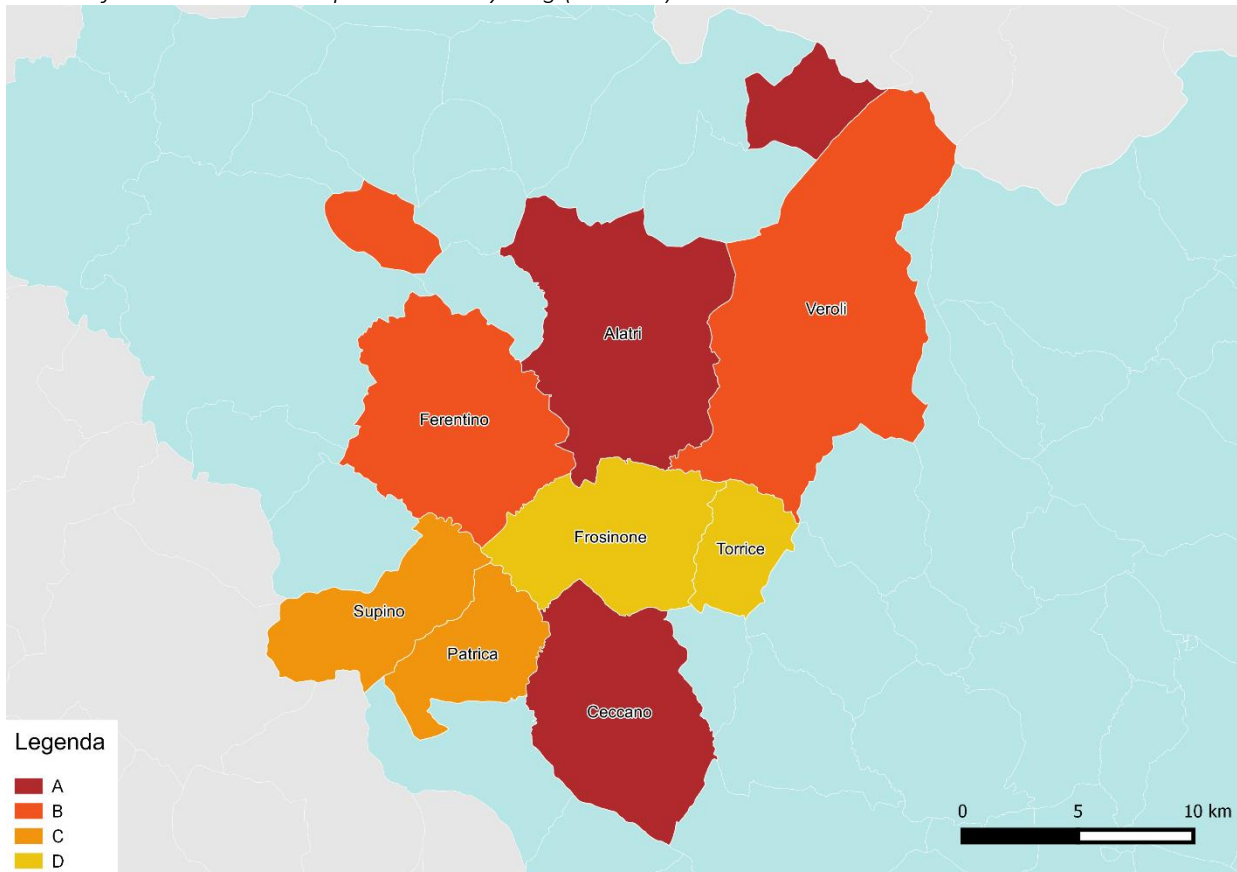 Alatri
Veroli
Ferentino
Frosinone
Torrice
Supino
Patrica
Ceccano
Legenda
A
B
C
D
0 5 10 km